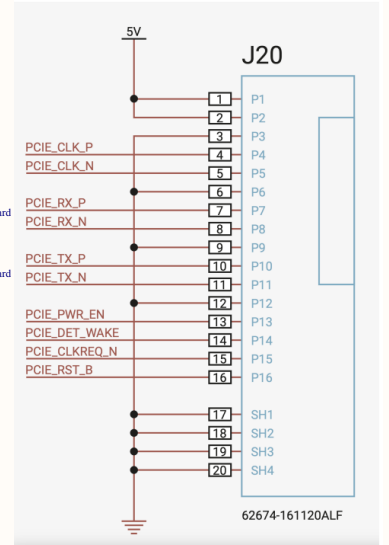 5V
J20
1 P1
2 P2
3 P3
PCIE_CLK_P 4 P4
PCIE_CLK_N 5 P5
6 P6
PCIE_RX_P 7 P7
PCIE_RX_N 8 P8
9 P9
PCIE_TX_P 10 P10
PCIE_TX_N 11 P11
12 P12
PCIE_PWR_EN 13 P13
PCIE_DET_WAKE 14 P14
PCIE_CLKREQ_N 15 P15
PCIE_RST_B 16 P16
17 SH1
18 SH2
19 SH3
20 SH4
62674-161120ALF